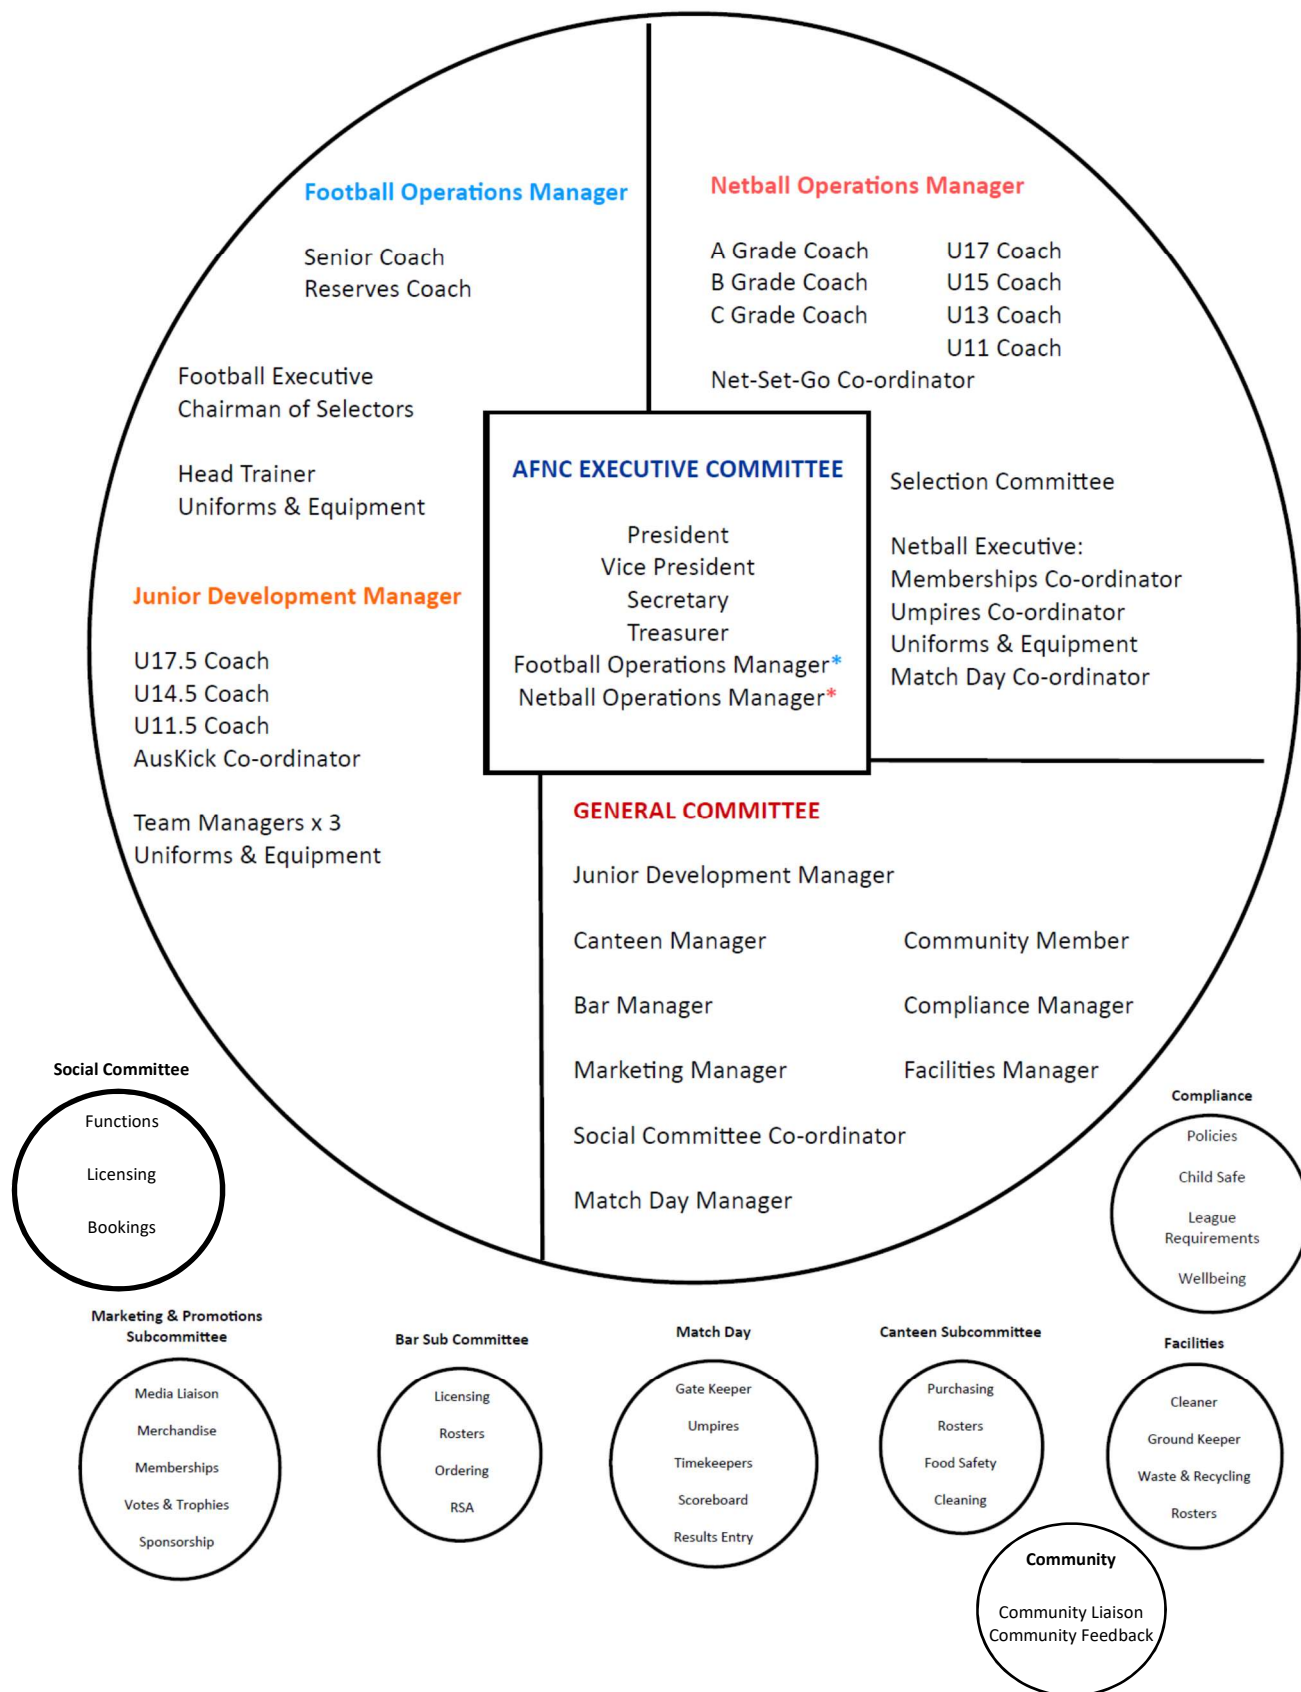 Football Operations Manager
Senior Coach
Reserves Coach
Football Executive
Chairman of Selectors
Head Trainer
Uniforms & Equipment
Junior Development Manager
U17.5 Coach
U14.5 Coach
U11.5 Coach
AusKick Co-ordinator
Team Managers x 3
Uniforms & Equipment
Netball Operations Manager
A Grade Coach
B Grade Coach
C Grade Coach
U17 Coach
U15 Coach
U13 Coach
U11 Coach
Net-Set-Go Co-ordinator
Selection Committee
Netball Executive:
Memberships Co-ordinator
Umpires Co-ordinator
Uniforms & Equipment
Match Day Co-ordinator
AFNC EXECUTIVE COMMITTEE
President
Vice President
Secretary
Treasurer
Football Operations Manager*
Netball Operations Manager*
GENERAL COMMITTEE
Junior Development Manager
Canteen Manager
Bar Manager
Marketing Manager
Social Committee Co-ordinator
Match Day Manager
Community Member
Compliance Manager
Facilities Manager
Social Committee
Functions
Licensing
Bookings
Compliance
Policies
Child Safe
League
Requirements
Wellbeing
Marketing & Promotions
Subcommittee
Media Liaison
Merchandise
Memberships
Votes & Trophies
Sponsorship
Bar Sub Committee
Licensing
Rosters
Ordering
RSA
Match Day
Gate Keeper
Umpires
Timekeepers
Scoreboard
Results Entry
Canteen Subcommittee
Purchasing
Rosters
Food Safety
Cleaning
Facilities
Cleaner
Ground Keeper
Waste & Recycling
Rosters
Community
Community Liaison
Community Feedback